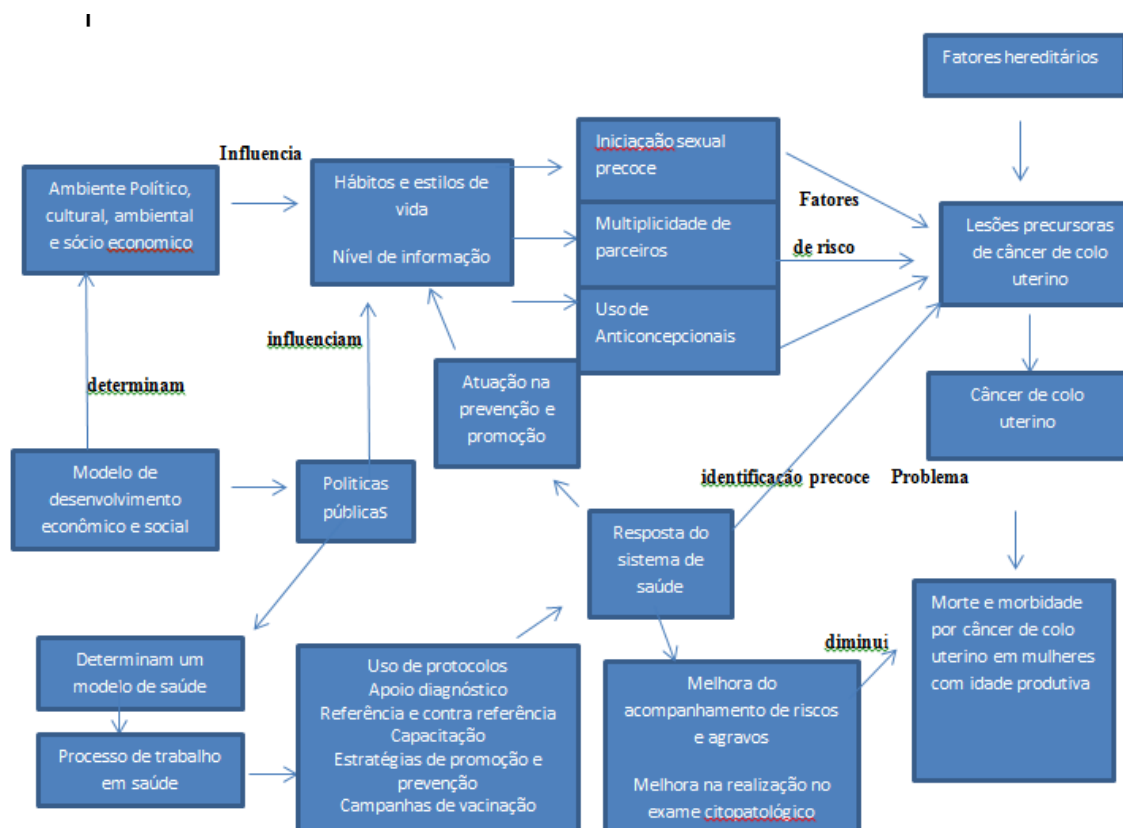 Fatores hereditários
Influencia
Ambiente Político,
cultural, ambiental
e sócio economico
Hábitos e estilos de
vida
Nível de informação
Iniciaçaão sexual
precoce
Multiplicidade de
parceiros
Uso de
Anticoncepcionais
Fatores
de risco
Lesões precursoras
de câncer de colo
uterino
influenciam
determinam
Atuação na
prevenção e
promoção
Câncer de colo
uterino
Modelo de
desenvolvimento
econômico e social
Politicas
públicas
identificação precoce Problema
Resposta do
sistema de
saúde
Morte e morbidade
por câncer de colo
uterino em mulheres
com idade produtiva
diminui
Determinam um
modelo de saúde
Processo de trabalho
em saúde
Uso de protocolos
Apoio diagnóstico
Referência e contra referência
Capacitação
Estratégias de promoção e
prevenção
Campanhas de vacinação
Melhora do
acompanhamento de riscos
e agravos
Melhora na realização no
exame citopatológico